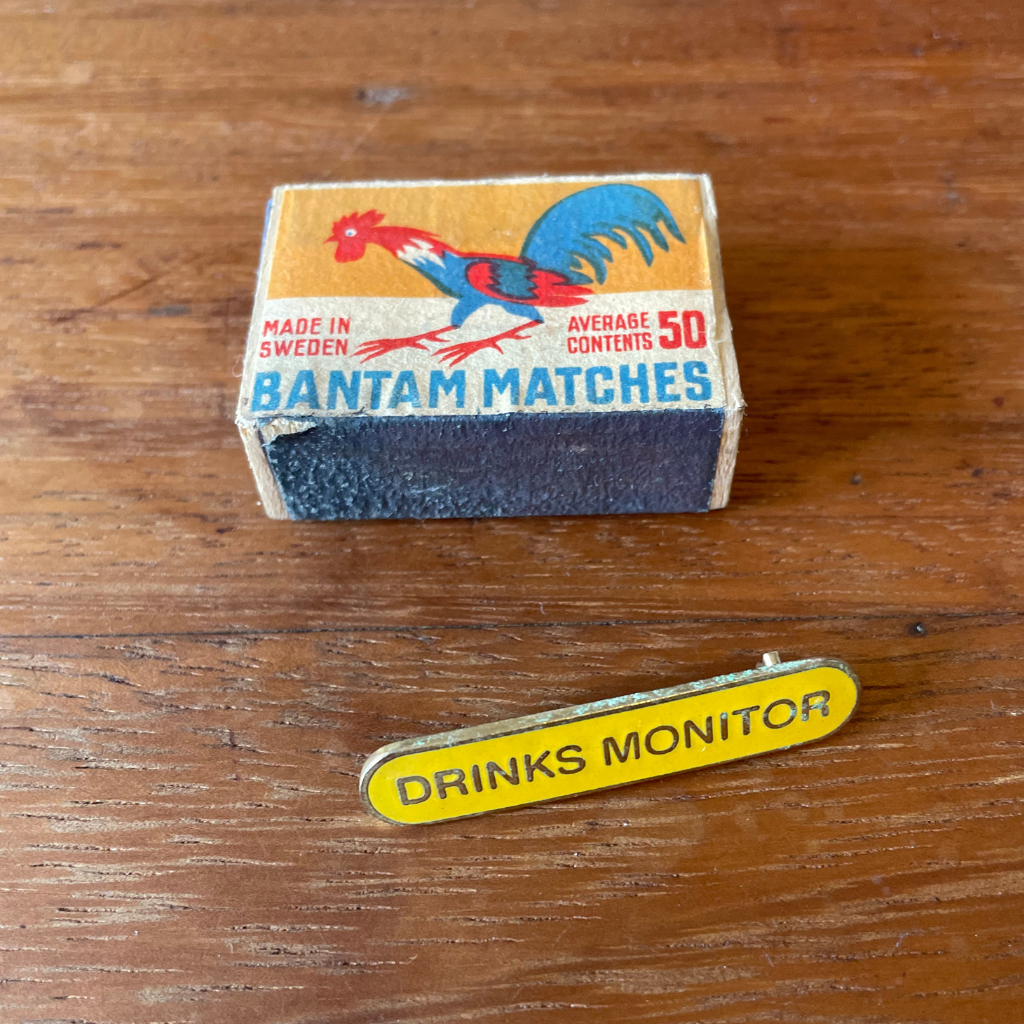 MADE IN
SWEDEN
AVERAGE
CONTENTS 50
BANTAM MATCHES
DRINKS MONITOR